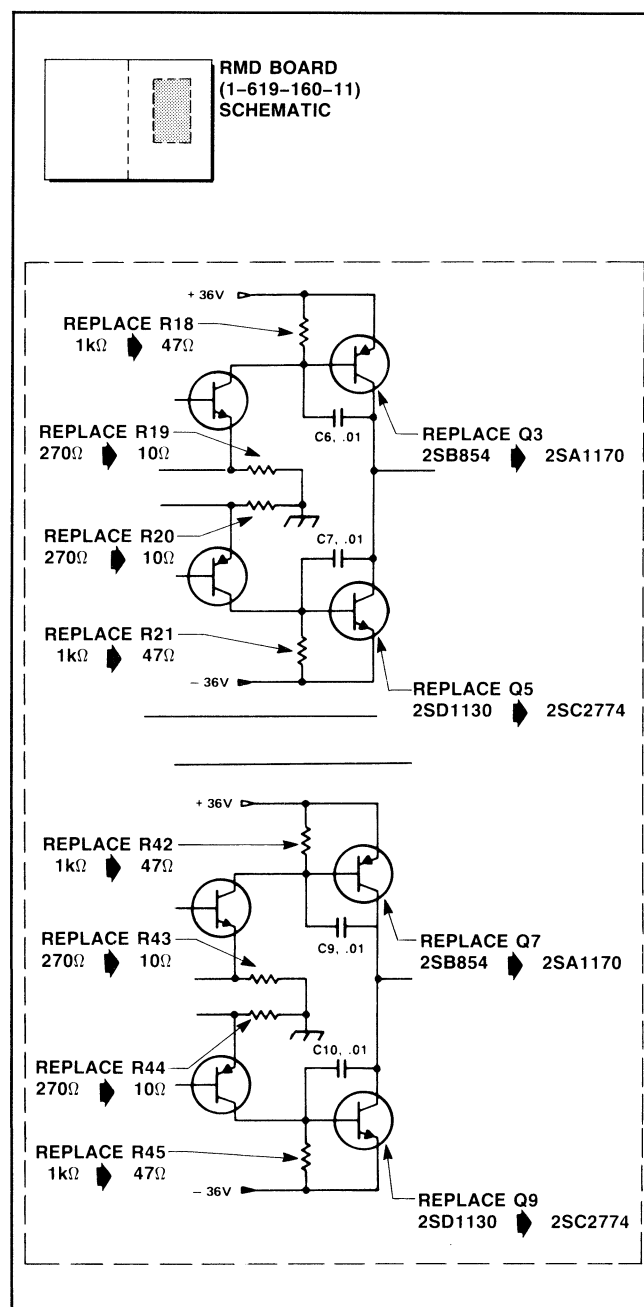 RMD BOARD
(1-619-160-11)
SCHEMATIC
+ 36V
REPLACE R18
1kΩ 47Ω
C6, .01
REPLACE R19
270Ω 10Ω
REPLACE Q3
2SB854 2SA1170
REPLACE R20
270Ω 10Ω
C7, .01
REPLACE R21
1kΩ 47Ω
- 36V
REPLACE Q5
2SD1130 2SC2774
+ 36V
REPLACE R42
1kΩ 47Ω
C9, .01
REPLACE R43
270Ω 10Ω
REPLACE Q7
2SB854 2SA1170
REPLACE R44
270Ω 10Ω
C10, .01
REPLACE R45
1kΩ 47Ω
- 36V
REPLACE Q9
2SD1130 2SC2774